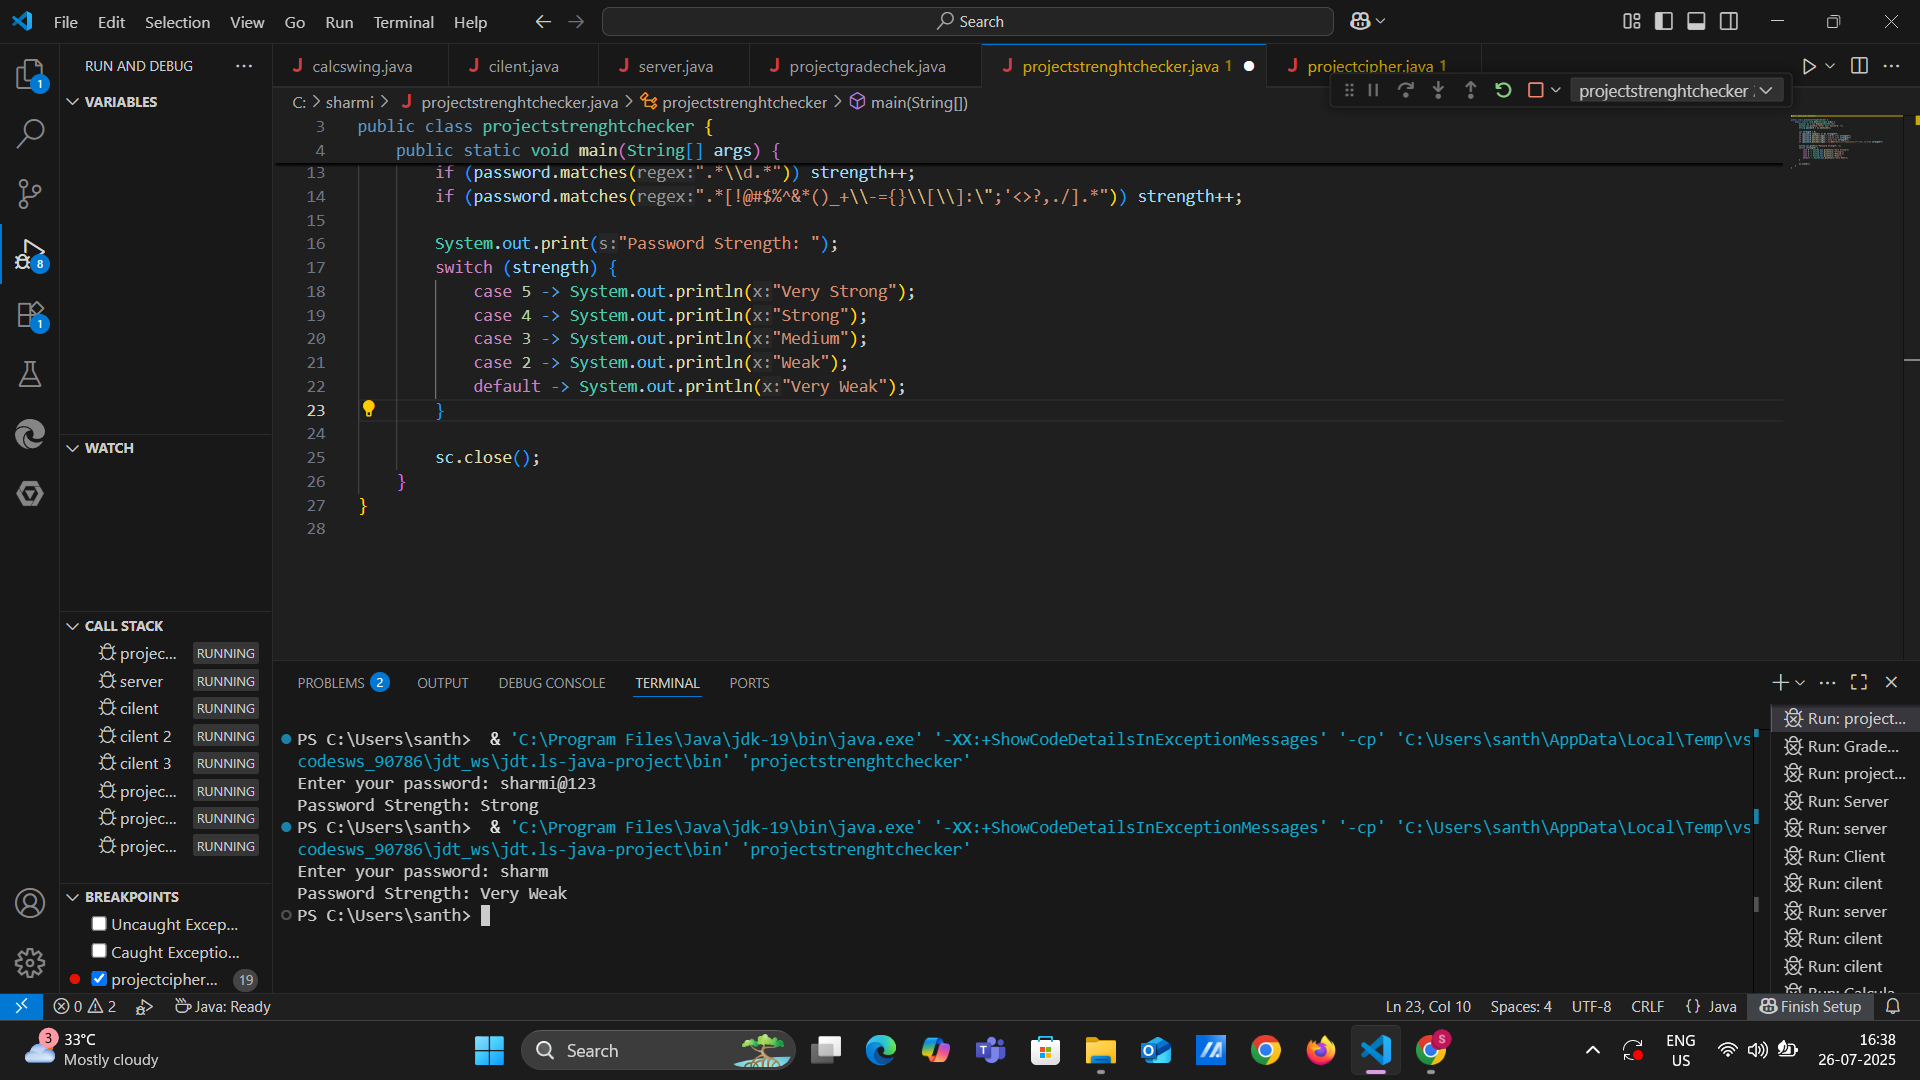 File Edit Selection View Go Run Terminal Help
Search
RUN AND DEBUG
calcswing.java
cilent.java
server.java
projectgradechek.java
projectstrenghtchecker.java 1
projectcipher.java 1
VARIABLES
C: > sharmi > projectstrenghtchecker.java > projectstrenghtchecker > main(String[])
projectstrenghtchecker
3 public class projectstrenghtchecker {
4 public static void main(String[] args) {
13 if (password.matches(regex:".*\\d.*")) strength++;
14 if (password.matches(regex:".*[!@#$%^&*()_+\\-={}\\[\\]:\";'<>?,./].*")) strength++;
15
16 System.out.print(s:"Password Strength: ");
17 switch (strength) {
18 case 5 -> System.out.println(x:"Very Strong");
19 case 4 -> System.out.println(x:"Strong");
20 case 3 -> System.out.println(x:"Medium");
21 case 2 -> System.out.println(x:"Weak");
22 default -> System.out.println(x:"Very Weak");
23 }
24
25 sc.close();
26 }
27 }
28
1
8
1
WATCH
CALL STACK
projec... RUNNING
server RUNNING
cilent RUNNING
cilent 2 RUNNING
cilent 3 RUNNING
projec... RUNNING
projec... RUNNING
projec... RUNNING
BREAKPOINTS
Uncaught Excep...
Caught Exceptio...
projectcipher... 19
PROBLEMS 2 OUTPUT DEBUG CONSOLE TERMINAL PORTS
PS C:\Users\santh> & 'C:\Program Files\Java\jdk-19\bin\java.exe' '-XX:+ShowCodeDetailsInExceptionMessages' '-cp' 'C:\Users\santh\AppData\Local\Temp\vs
codesws_90786\jdt_ws\jdt.ls-java-project\bin' 'projectstrenghtchecker'
Enter your password: sharmi@123
Password Strength: Strong
PS C:\Users\santh> & 'C:\Program Files\Java\jdk-19\bin\java.exe' '-XX:+ShowCodeDetailsInExceptionMessages' '-cp' 'C:\Users\santh\AppData\Local\Temp\vs
codesws_90786\jdt_ws\jdt.ls-java-project\bin' 'projectstrenghtchecker'
Enter your password: sharm
Password Strength: Very Weak
PS C:\Users\santh>
Run: project...
Run: Grade...
Run: project...
Run: Server
Run: server
Run: Client
Run: cilent
Run: server
Run: cilent
Run: cilent
0 2 Java: Ready
Ln 23, Col 10 Spaces: 4 UTF-8 CRLF {} Java Finish Setup
3
33°C
Mostly cloudy
Search
S
ENG
US
16:38
26-07-2025